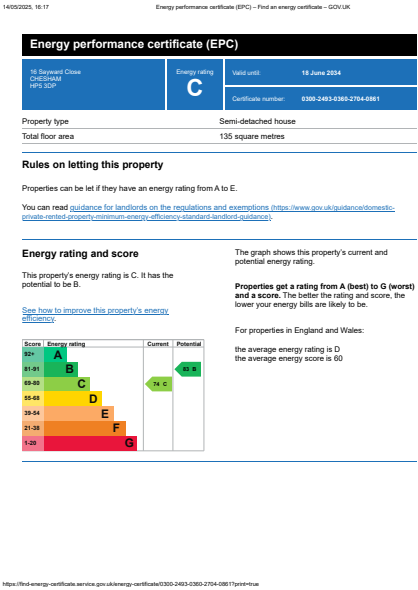 14/05/2025, 16:17 Energy performance certificate (EPC) – Find an energy certificate – GOV.UK
Energy performance certificate (EPC)
16 Sayward Close
CHESHAM
HP5 3DP
Energy rating
C
Valid until: 18 June 2034
Certificate number: 0300-2493-0360-2704-0861
Property type Semi-detached house
Total floor area 135 square metres
Rules on letting this property
Properties can be let if they have an energy rating from A to E.
You can read guidance for landlords on the regulations and exemptions (https://www.gov.uk/guidance/domestic-
private-rented-property-minimum-energy-efficiency-standard-landlord-guidance).
Energy rating and score
This property's energy rating is C. It has the
potential to be B.
See how to improve this property's energy
efficiency.
Score Energy rating Current Potential
92+ A
81-91 B 83 B
69-80 C 74 C
55-68 D
39-54 E
21-38 F
1-20 G
The graph shows this property's current and
potential energy rating.
Properties get a rating from A (best) to G (worst)
and a score. The better the rating and score, the
lower your energy bills are likely to be.
For properties in England and Wales:
the average energy rating is D
the average energy score is 60
https://find-energy-certificate.service.gov.uk/energy-certificate/0300-2493-0360-2704-0861?print=true